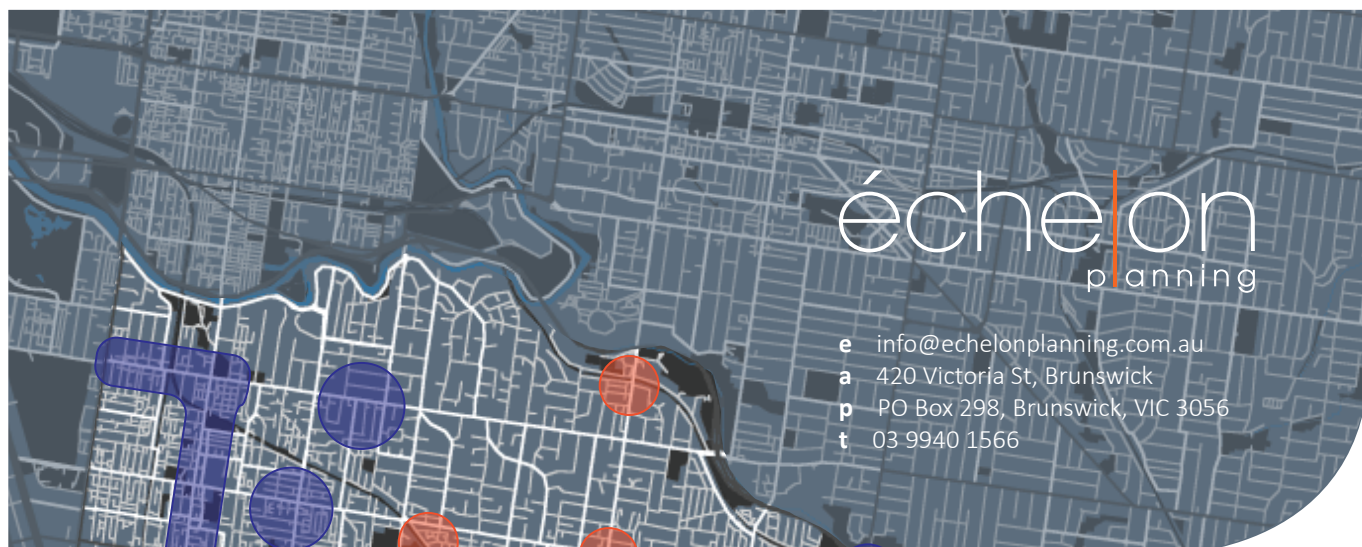 échelon
planning
e info@echelonplanning.com.au
a 420 Victoria St, Brunswick
p PO Box 298, Brunswick, VIC 3056
t 03 9940 1566